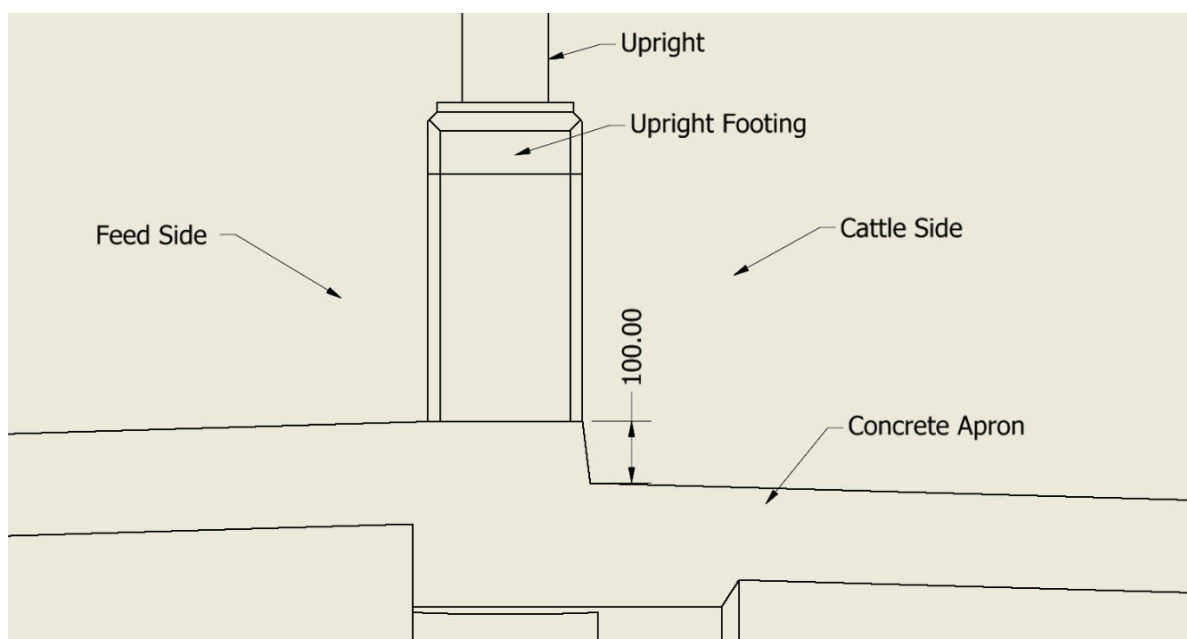 Upright
Upright Footing
Feed Side
Cattle Side
100.00
Concrete Apron